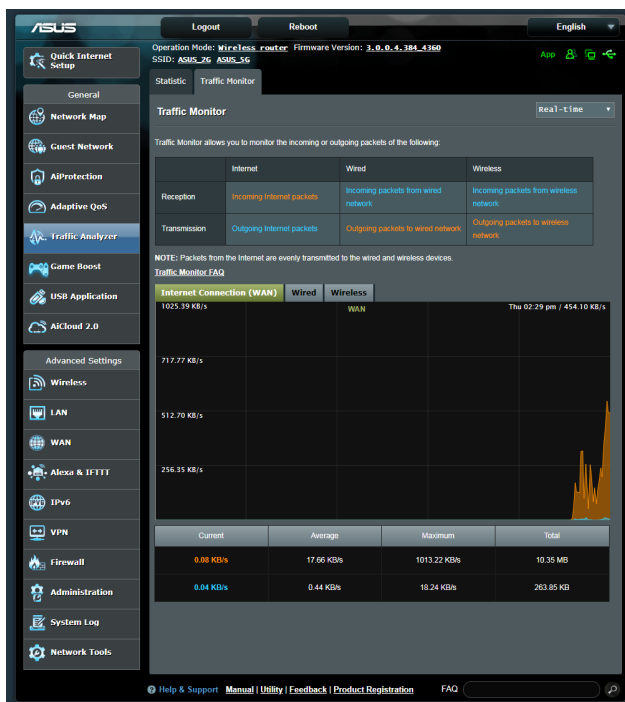 ASUS
Logout
Reboot
English
Quick Internet
Setup
Operation Mode: Wireless router Firmware Version: 3.0.0.4.384_4360
SSID: ASUS_2G ASUS_5G
App
Statistic
Traffic Monitor
General
Network Map
Guest Network
AiProtection
Adaptive QoS
Traffic Analyzer
Game Boost
USB Application
AiCloud 2.0
Advanced Settings
Wireless
LAN
WAN
Alexa & IFTTT
IPv6
VPN
Firewall
Administration
System Log
Network Tools
Traffic Monitor
Real-time
Traffic Monitor allows you to monitor the incoming or outgoing packets of the following:
Internet Wired Wireless
Reception
Incoming Internet packets
Incoming packets from wired
network
Incoming packets from wireless
network
Transmission
Outgoing Internet packets
Outgoing packets to wired network
Outgoing packets to wireless
network
NOTE: Packets from the Internet are evenly transmitted to the wired and wireless devices.
Traffic Monitor FAQ
Internet Connection (WAN) Wired Wireless
1025.39 KB/s
WAN
Thu 02:29 pm / 454.10 KB/s
717.77 KB/s
512.70 KB/s
256.35 KB/s
Current Average Maximum Total
0.08 KB/s 17.66 KB/s 1013.22 KB/s 10.35 MB
0.04 KB/s 0.44 KB/s 18.24 KB/s 263.85 KB
Help & Support Manual | Utility | Feedback | Product Registration FAQ